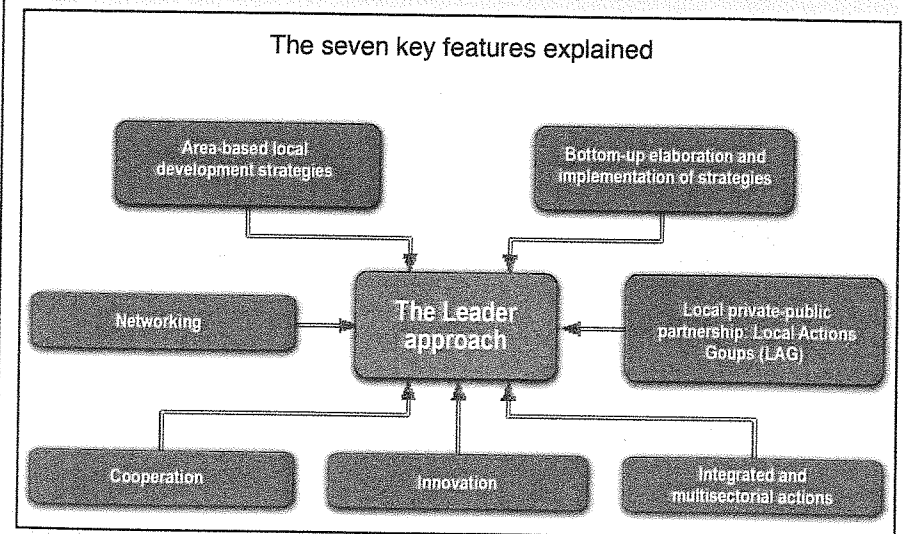 The seven key features explained
Area-based local
development strategies
Bottom-up elaboration and
implementation of strategies
Networking
The Leader
approach
Local private-public
partnership: Local Actions
Goups (LAG)
Cooperation
Innovation
Integrated and
multisectorial actions